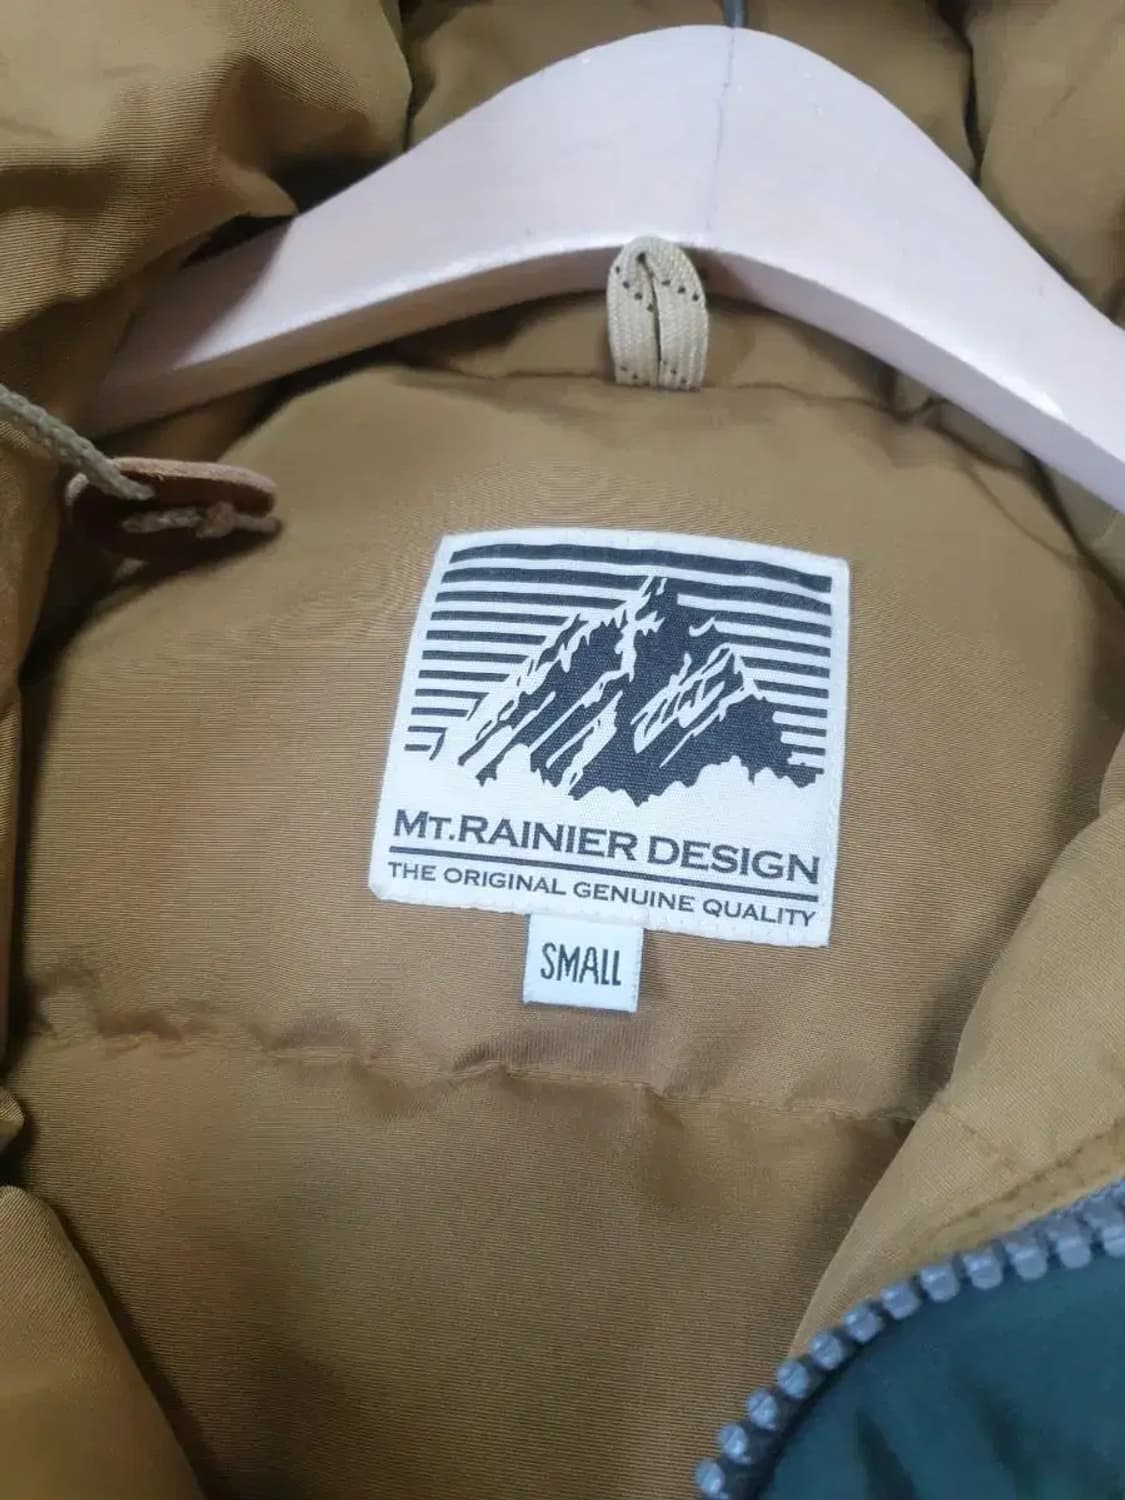 MT.RAINIER DESIGN
THE ORIGINAL GENUINE QUALITY
SMALL